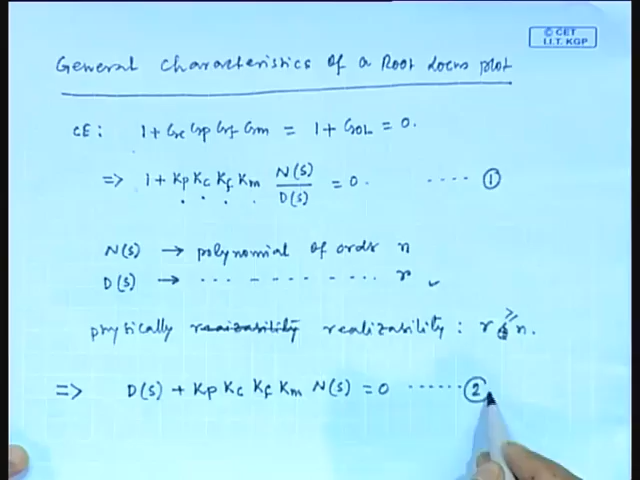 © CET
I.I.T. KGP
General characteristics of a Root Locus plot
CE: 1 + Gc Gp Gf Gm = 1 + GOL = 0.
=> 1 + Kp Kc Kf Km N(s)/D(s) = 0. .... ①
N(s) → polynomial of order n
D(s) → .. - - - - - - .... r ✓
physically realizability : r ≥ n.
=> D(s) + Kp Kc Kf Km N(s) = 0 ...... ②